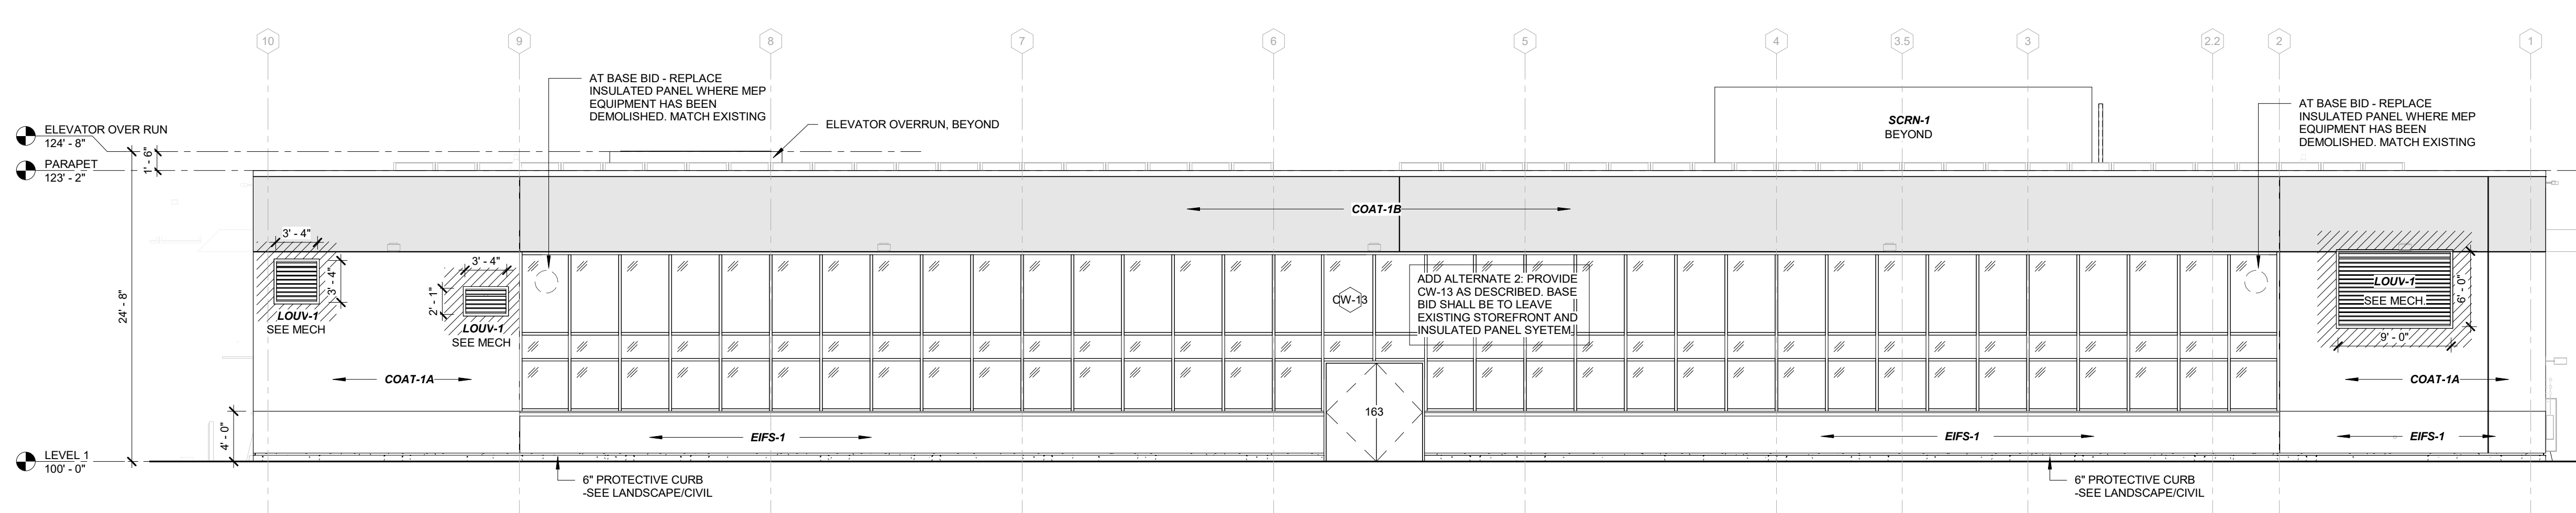 10
9
8
7
6
5
4
3.5
3
2.2
2
1
AT BASE BID - REPLACE
INSULATED PANEL WHERE MEP
EQUIPMENT HAS BEEN
DEMOLISHED. MATCH EXISTING
ELEVATOR OVERRUN, BEYOND
SCRN-1
BEYOND
AT BASE BID - REPLACE
INSULATED PANEL WHERE MEP
EQUIPMENT HAS BEEN
DEMOLISHED. MATCH EXISTING
ELEVATOR OVER RUN
124' - 8"
PARAPET
123' - 2"
1' - 6"
24' - 8"
COAT-1B
3' - 4"
3' - 4"
LOUV-1
SEE MECH
3' - 4"
2' - 1"
LOUV-1
SEE MECH
CW-13
ADD ALTERNATE 2: PROVIDE
CW-13 AS DESCRIBED. BASE
BID SHALL BE TO LEAVE
EXISTING STOREFRONT AND
INSULATED PANEL SYETEM.
LOUV-1
SEE MECH.
6' - 0"
9' - 0"
COAT-1A
COAT-1A
163
4' - 0"
EIFS-1
EIFS-1
EIFS-1
LEVEL 1
100' - 0"
6" PROTECTIVE CURB
-SEE LANDSCAPE/CIVIL
6" PROTECTIVE CURB
-SEE LANDSCAPE/CIVIL